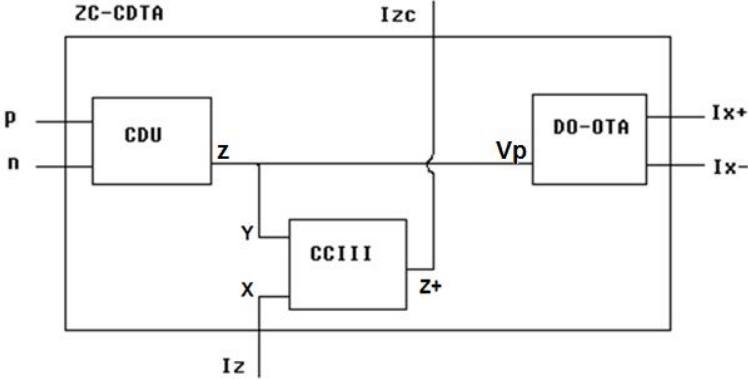 ZC-CDTA
Izc
p
n
CDU
z
Vp
DO-OTA
Ix+
Ix-
Y
X
CCIII
Z+
Iz